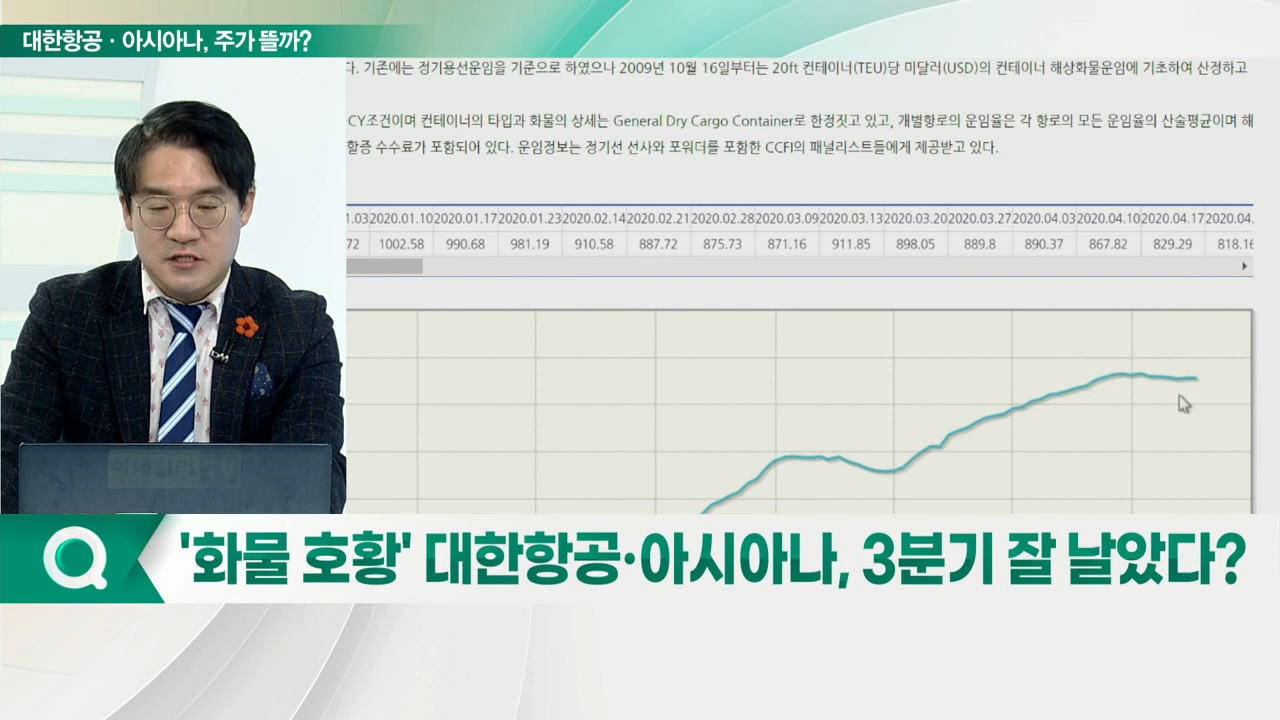 대한항공 · 아시아나, 주가 뜰까?
다. 기존에는 정기용선운임을 기준으로 하였으나 2009년 10월 16일부터는 20ft 컨테이너(TEU)당 미달러(USD)의 컨테이너 해상화물운임에 기초하여 산정하고
CY조건이며 컨테이너의 타입과 화물의 상세는 General Dry Cargo Container로 한정짓고 있고, 개별항로의 운임율은 각 항로의 모든 운임율의 산술평균이며 해
할증 수수료가 포함되어 있다. 운임정보는 정기선 선사와 포워더를 포함한 CCFI의 패널리스트들에게 제공받고 있다.
1.03 2020.01.10 2020.01.17 2020.01.23 2020.02.14 2020.02.21 2020.02.28 2020.03.09 2020.03.13 2020.03.20 2020.03.27 2020.04.03 2020.04.10 2020.04.17 2020.04.
72 1002.58 990.68 981.19 910.58 887.72 875.73 871.16 911.85 898.05 889.8 890.37 867.82 829.29 818.16
'화물 호황' 대한항공·아시아나, 3분기 잘 날았다?